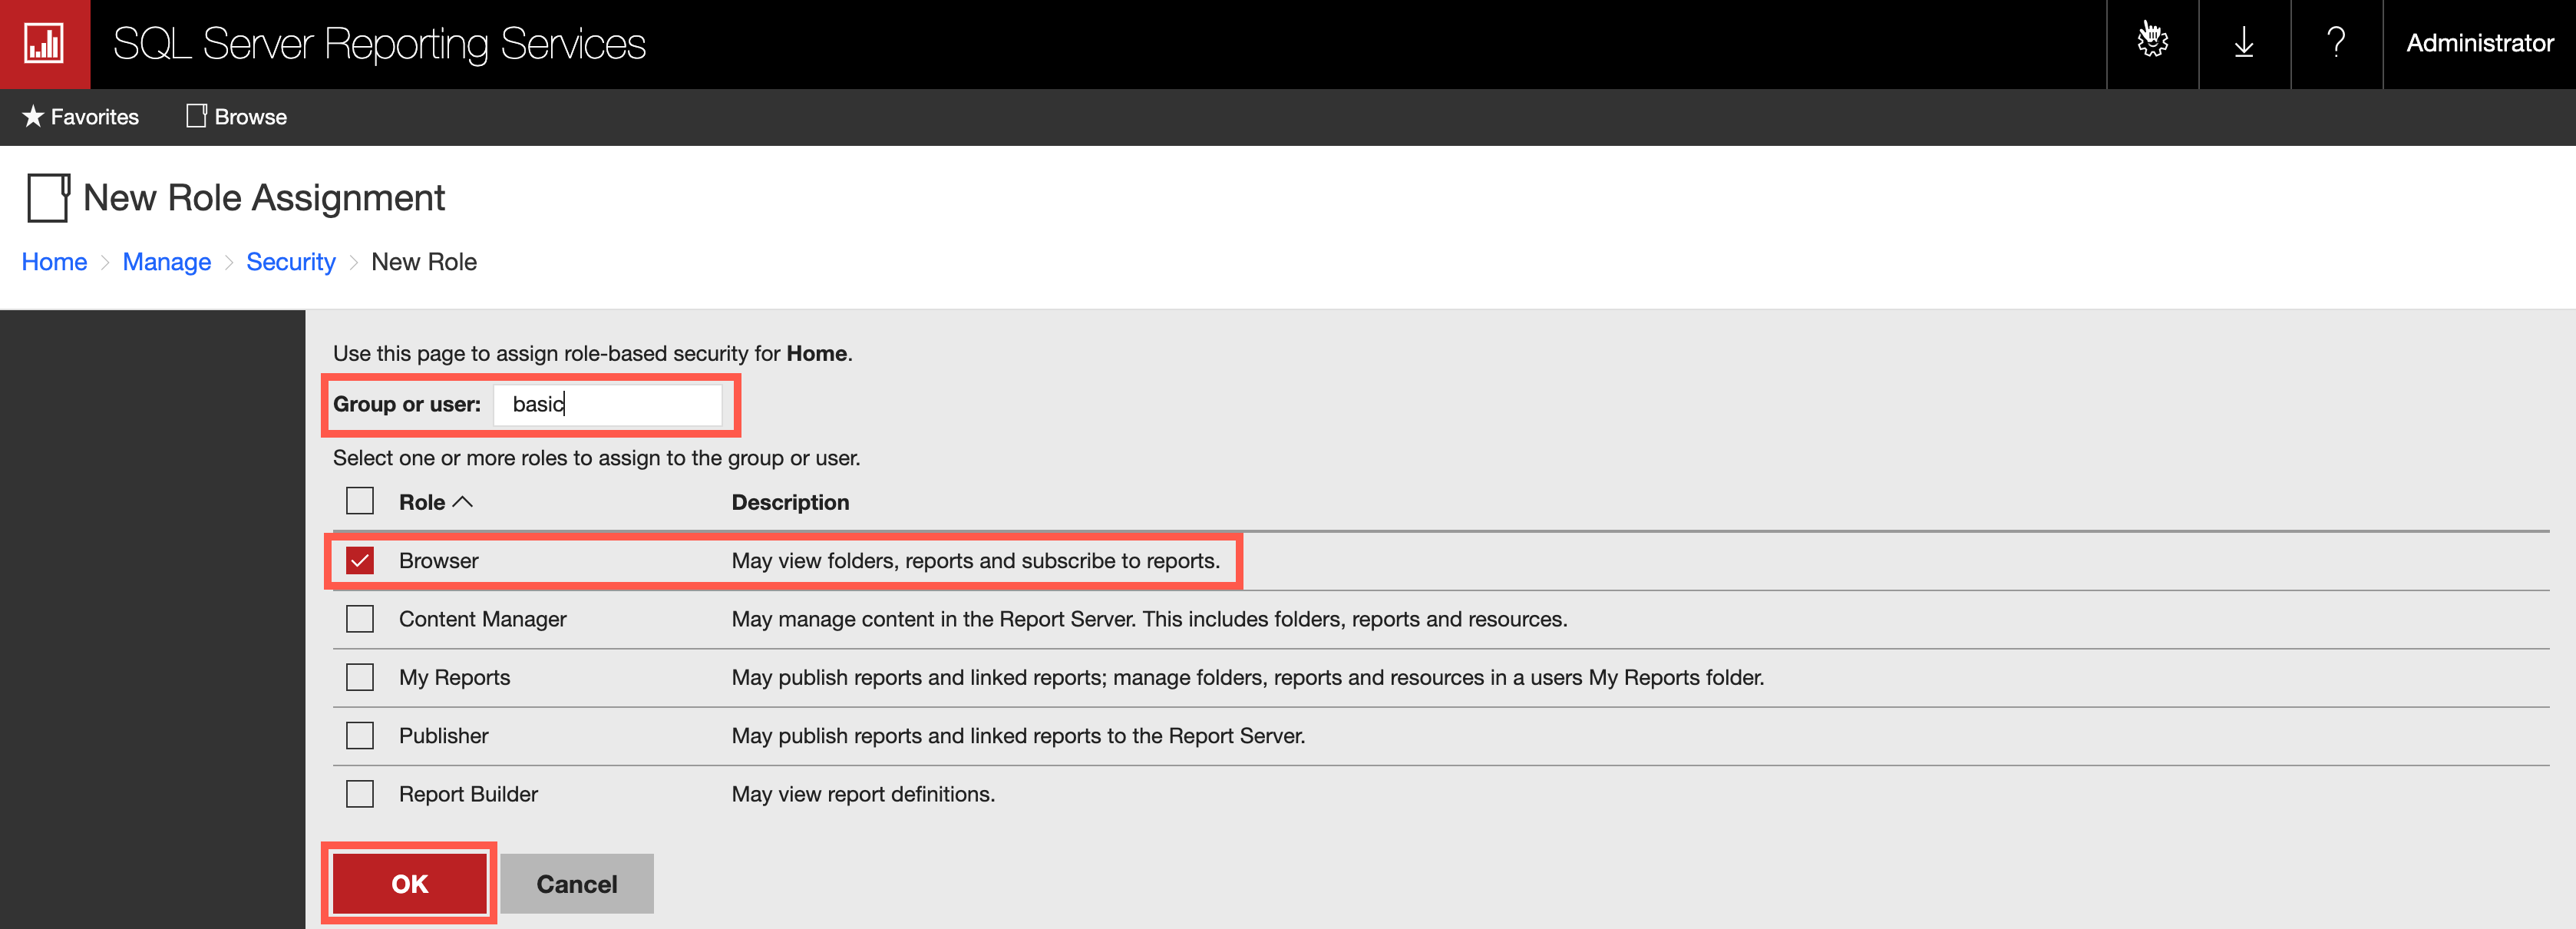 SQL Server Reporting Services
?
Administrator
Favorites Browse
New Role Assignment
Home > Manage > Security > New Role
Use this page to assign role-based security for Home.
Group or user: basic
Select one or more roles to assign to the group or user.
Role Description
Browser May view folders, reports and subscribe to reports.
Content Manager May manage content in the Report Server. This includes folders, reports and resources.
My Reports May publish reports and linked reports; manage folders, reports and resources in a users My Reports folder.
Publisher May publish reports and linked reports to the Report Server.
Report Builder May view report definitions.
OK Cancel